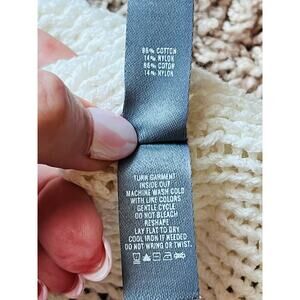 86% COTTON
14% NYLON
86% COTON
14% NYLON
TURN GARMENT
INSIDE OUT
MACHINE WASH COLD
WITH LIKE COLORS
GENTLE CYCLE
DO NOT BLEACH
RESHAPE
LAY FLAT TO DRY
COOL IRON IF NEEDED
DO NOT WRING OR TWIST.